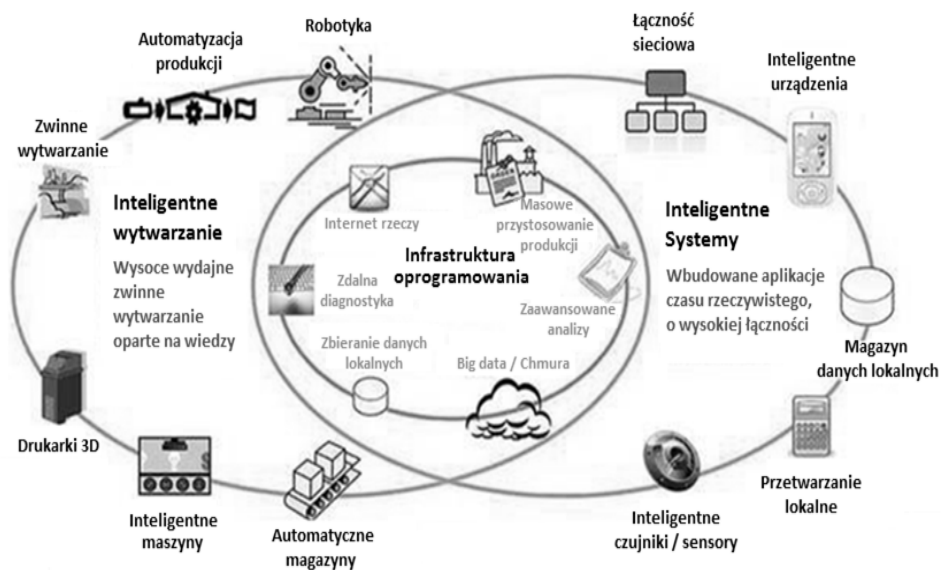 Automatyzacja
produkcji
Robotyka
Łączność
sieciowa
Inteligentne
urządzenia
Zwinne
wytwarzanie
Inteligentne
wytwarzanie
Wysoce wydajne
zwinne
wytwarzanie
oparte na wiedzy
Internet rzeczy
Masowe
przystosowanie
produkcji
Infrastruktura
oprogramowania
Zdalna
diagnostyka
Zaawansowane
analizy
Zbieranie danych
lokalnych
Big data / Chmura
Inteligentne
Systemy
Wbudowane aplikacje
czasu rzeczywistego,
o wysokiej łączności
Magazyn
danych lokalnych
Drukarki 3D
Inteligentne
maszyny
Automatyczne
magazyny
Inteligentne
czujniki / sensory
Przetwarzanie
lokalne